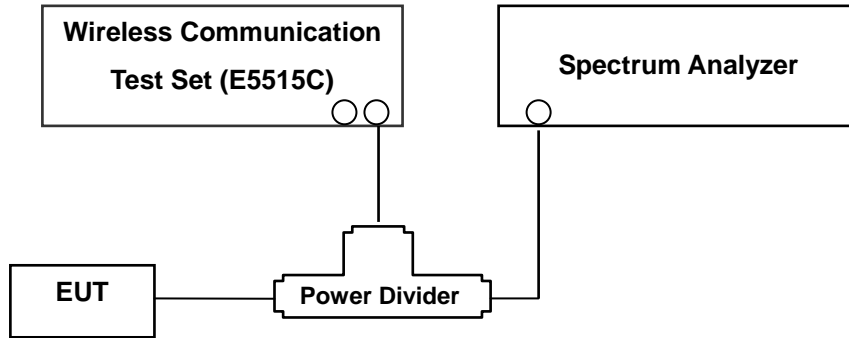 Wireless Communication
Test Set (E5515C)
Spectrum Analyzer
EUT
Power Divider